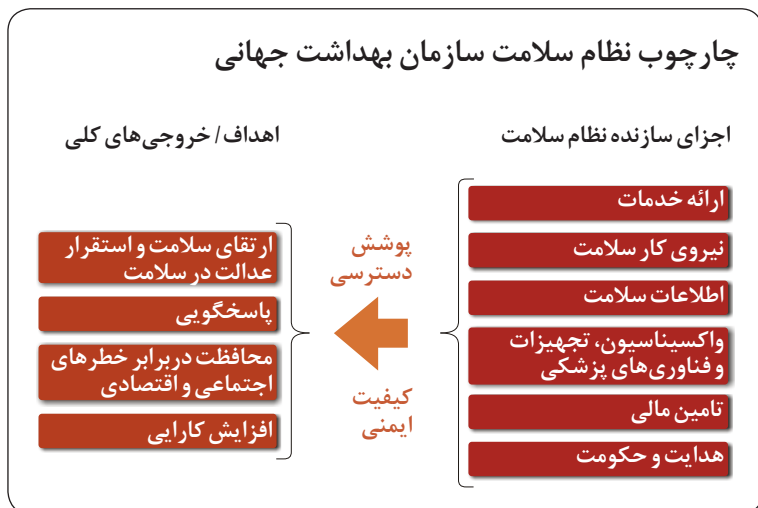 چارچوب نظام سلامت سازمان بهداشت جهانی
اجزای سازنده نظام سلامت
ارائه خدمات
نیروی کار سلامت
اطلاعات سلامت
واکسیناسیون، تجهیزات
و فناوری‌های پزشکی
تامین مالی
هدایت و حکومت
پوشش
دسترسی
کیفیت
ایمنی
اهداف / خروجی‌های کلی
ارتقای سلامت و استقرار
عدالت در سلامت
پاسخگویی
محافظت دربرابر خطرهای
اجتماعی و اقتصادی
افزایش کارایی